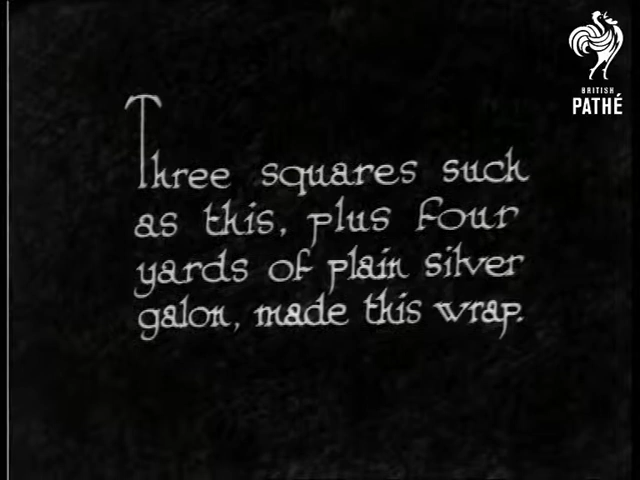 BRITISH
PATHÉ
Three squares such
as this, plus four
yards of plain silver
galon, made this wrap.